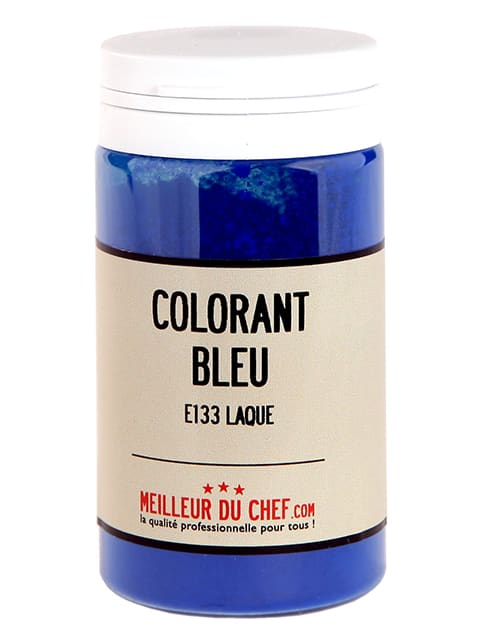 COLORANT
BLEU
E133 LAQUE
MEILLEUR DU CHEF.com
la qualité professionnelle pour tous !